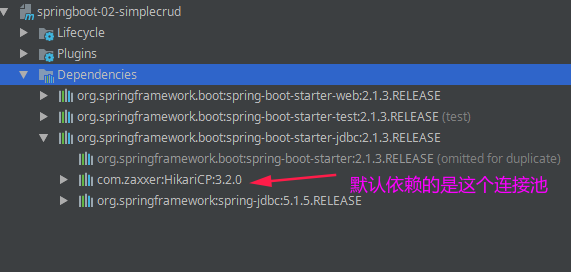 springboot-02-simplecrud
Lifecycle
Plugins
Dependencies
org.springframework.boot:spring-boot-starter-web:2.1.3.RELEASE
org.springframework.boot:spring-boot-starter-test:2.1.3.RELEASE (test)
org.springframework.boot:spring-boot-starter-jdbc:2.1.3.RELEASE
org.springframework.boot:spring-boot-starter:2.1.3.RELEASE (omitted for duplicate)
com.zaxxer:HikariCP:3.2.0 默认依赖的是这个连接池
org.springframework:spring-jdbc:5.1.5.RELEASE